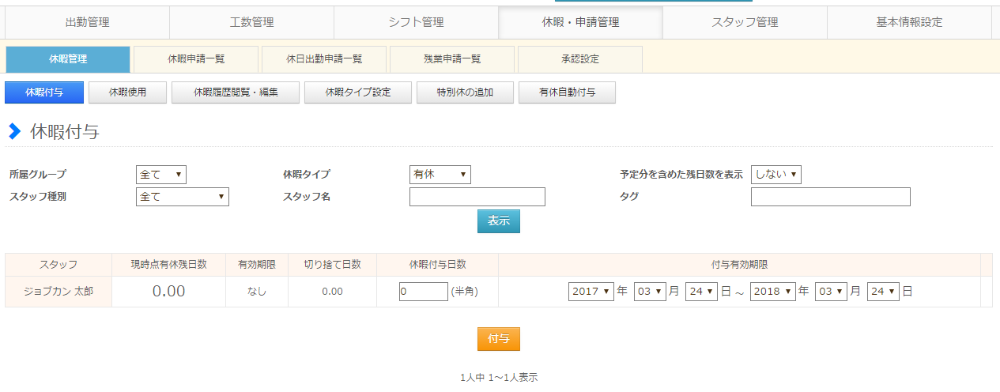 出勤管理 工数管理 シフト管理 休暇・申請管理 スタッフ管理 基本情報設定
休暇管理 休暇申請一覧 休日出勤申請一覧 残業申請一覧 承認設定
休暇付与 休暇使用 休暇履歴閲覧・編集 休暇タイプ設定 特別休の追加 有休自動付与
休暇付与
所属グループ 全て 休暇タイプ 有休 予定分を含めた残日数を表示 しない
スタッフ種別 全て スタッフ名 タグ
表示
スタッフ 現時点有休残日数 有効期限 切り捨て日数 休暇付与日数 付与有効期限
ジョブカン 太郎 0.00 なし 0.00 0 (半角) 2017 年 03 月 24 日 ~ 2018 年 03 月 24 日
付与
1人中 1～1人表示